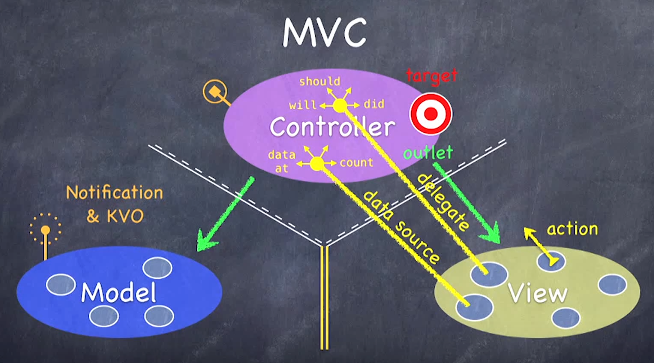 MVC
should
target
will
did
Controller
data
at
count
outlet
Notification
& KVO
delegate
data source
action
Model
View